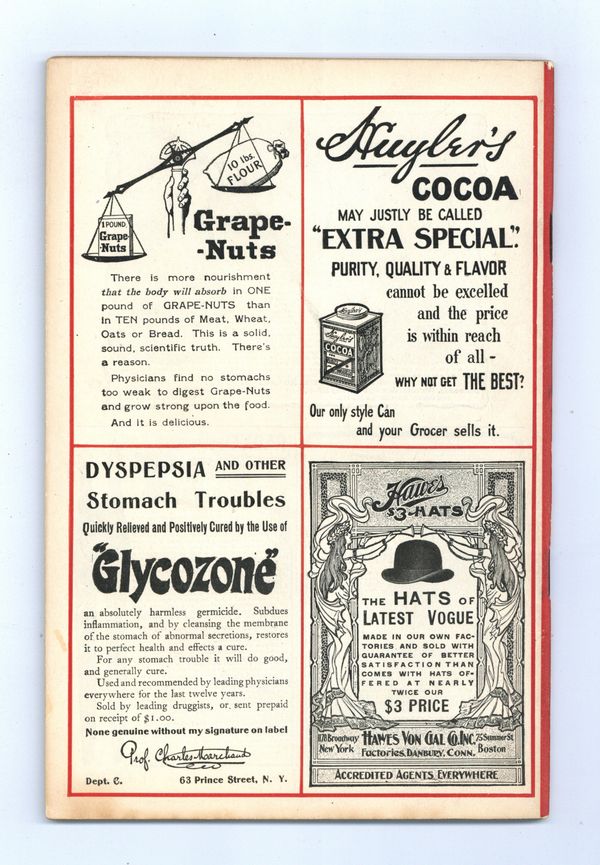 10 lbs.
FLOUR
1 POUND
Grape-
Nuts
Grape-
-Nuts
There is more nourishment
that the body will absorb in ONE
pound of GRAPE-NUTS than
in TEN pounds of Meat, Wheat,
Oats or Bread. This is a solid,
sound, scientific truth. There's
a reason.
Physicians find no stomachs
too weak to digest Grape-Nuts
and grow strong upon the food.
And it is delicious.
Huyler's
COCOA
MAY JUSTLY BE CALLED
"EXTRA SPECIAL."
PURITY, QUALITY & FLAVOR
cannot be excelled
and the price
is within reach
of all -
WHY NOT GET THE BEST?
Huyler's
Huyler's
COCOA
Our only style Can
and your Grocer sells it.
DYSPEPSIA AND OTHER
Stomach Troubles
Quickly Relieved and Positively Cured by the Use of
"Glycozone"
an absolutely harmless germicide. Subdues
inflammation, and by cleansing the membrane
of the stomach of abnormal secretions, restores
it to perfect health and effects a cure.
For any stomach trouble it will do good,
and generally cure.
Used and recommended by leading physicians
everywhere for the last twelve years.
Sold by leading druggists, or sent prepaid
on receipt of $1.00.
None genuine without my signature on label
Prof. Charles Marchand
Dept. C. 63 Prince Street, N. Y.
Hawes
$3.HATS
THE HATS OF
LATEST VOGUE
MADE IN OUR OWN FAC-
TORIES AND SOLD WITH
GUARANTEE OF BETTER
SATISFACTION THAN
COMES WITH HATS OF-
FERED AT NEARLY
TWICE OUR
$3 PRICE
1178 Broadway HAWES VON GAL CO. INC. 75 Summer St.
New York Factories, DANBURY, CONN. Boston
ACCREDITED AGENTS EVERYWHERE